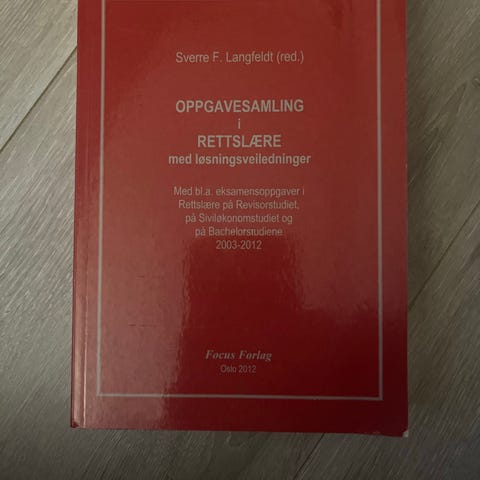 Sverre F. Langfeldt (red.)
OPPGAVESAMLING
i
RETTSLÆRE
med løsningsveiledninger
Med bl.a. eksamensoppgaver i
Rettslære på Revisorstudiet,
på Siviløkonomstudiet og
på Bachelorstudiene
2003-2012
Focus Forlag
Oslo 2012